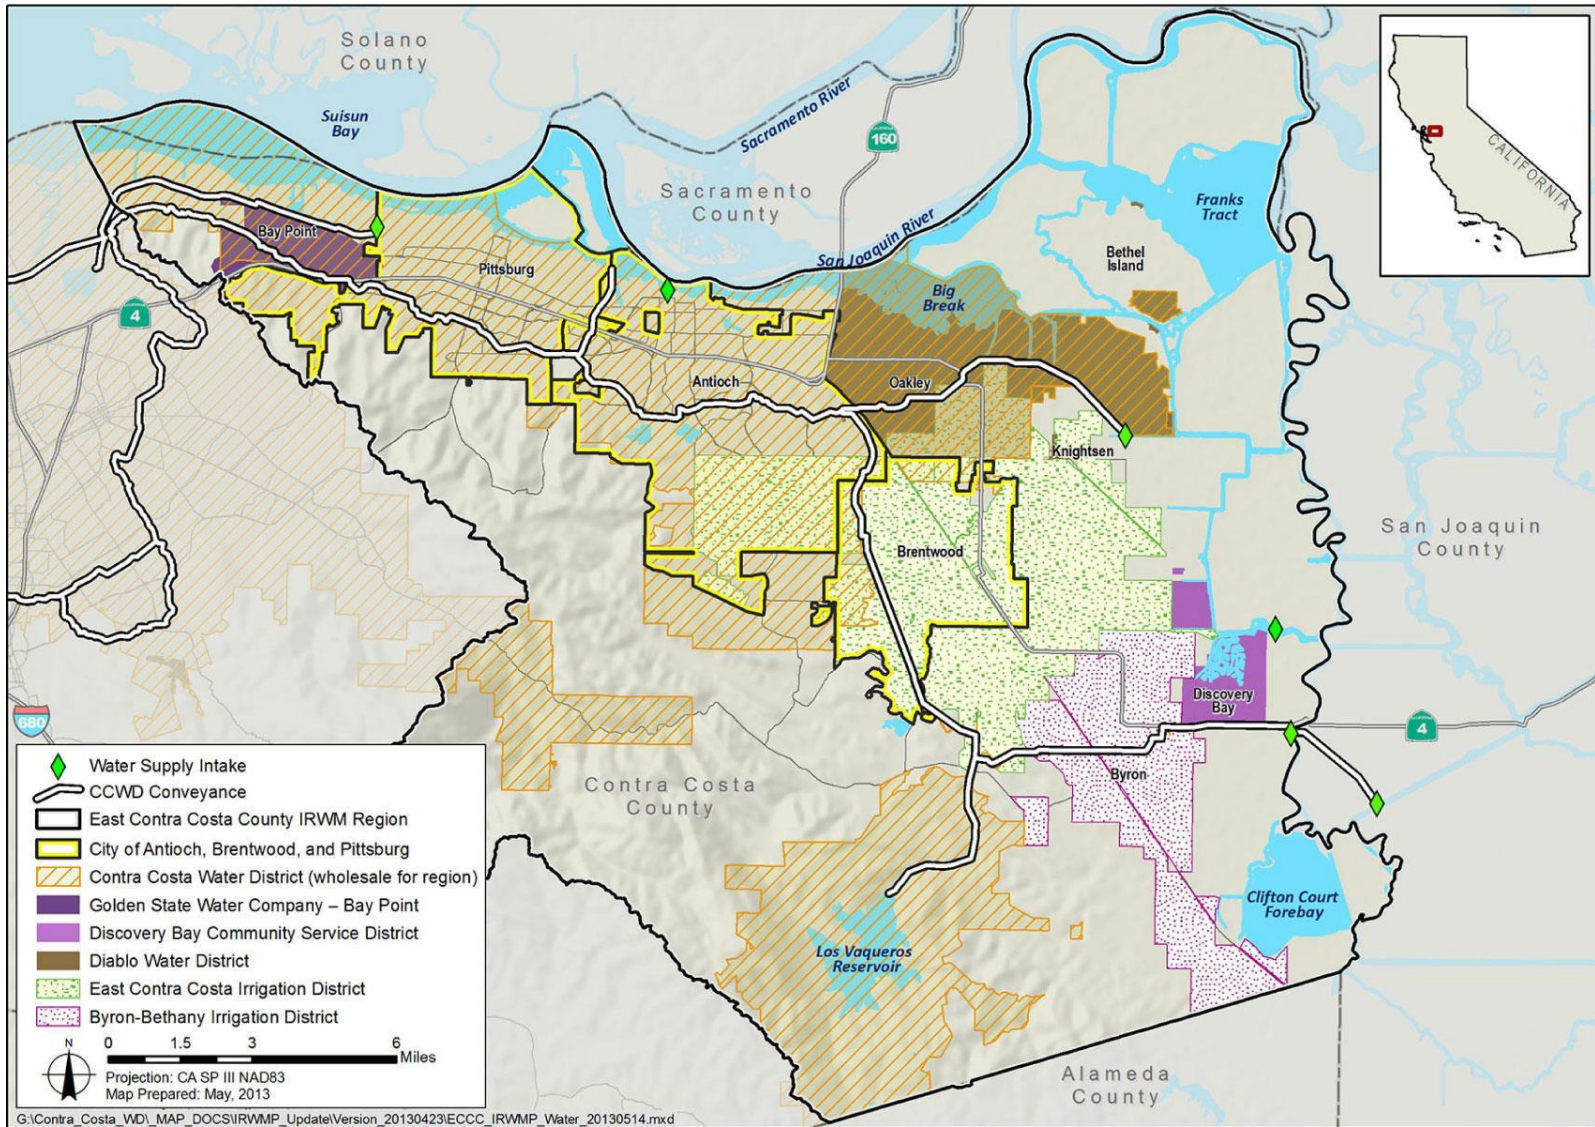 Solano
County
Suisun
Bay
Sacramento River
160
Sacramento
County
San Joaquin River
Franks
Tract
CALIFORNIA
Bay Point
Pittsburg
Bethel
Island
Big
Break
CALIFORNIA
4
Antioch
Oakley
Knightsen
San Joaquin
County
Brentwood
Discovery
Bay
680
CALIFORNIA
4
Byron
Contra Costa
County
Clifton Court
Forebay
Los Vaqueros
Reservoir
Alameda
County
Water Supply Intake
CCWD Conveyance
East Contra Costa County IRWM Region
City of Antioch, Brentwood, and Pittsburg
Contra Costa Water District (wholesale for region)
Golden State Water Company – Bay Point
Discovery Bay Community Service District
Diablo Water District
East Contra Costa Irrigation District
Byron-Bethany Irrigation District
N
0 1.5 3 6
Miles
Projection: CA SP III NAD83
Map Prepared: May, 2013
G:\Contra_Costa_WD\_MAP_DOCS\IRWMP_Update\Version_20130423\ECCC_IRWMP_Water_20130514.mxd